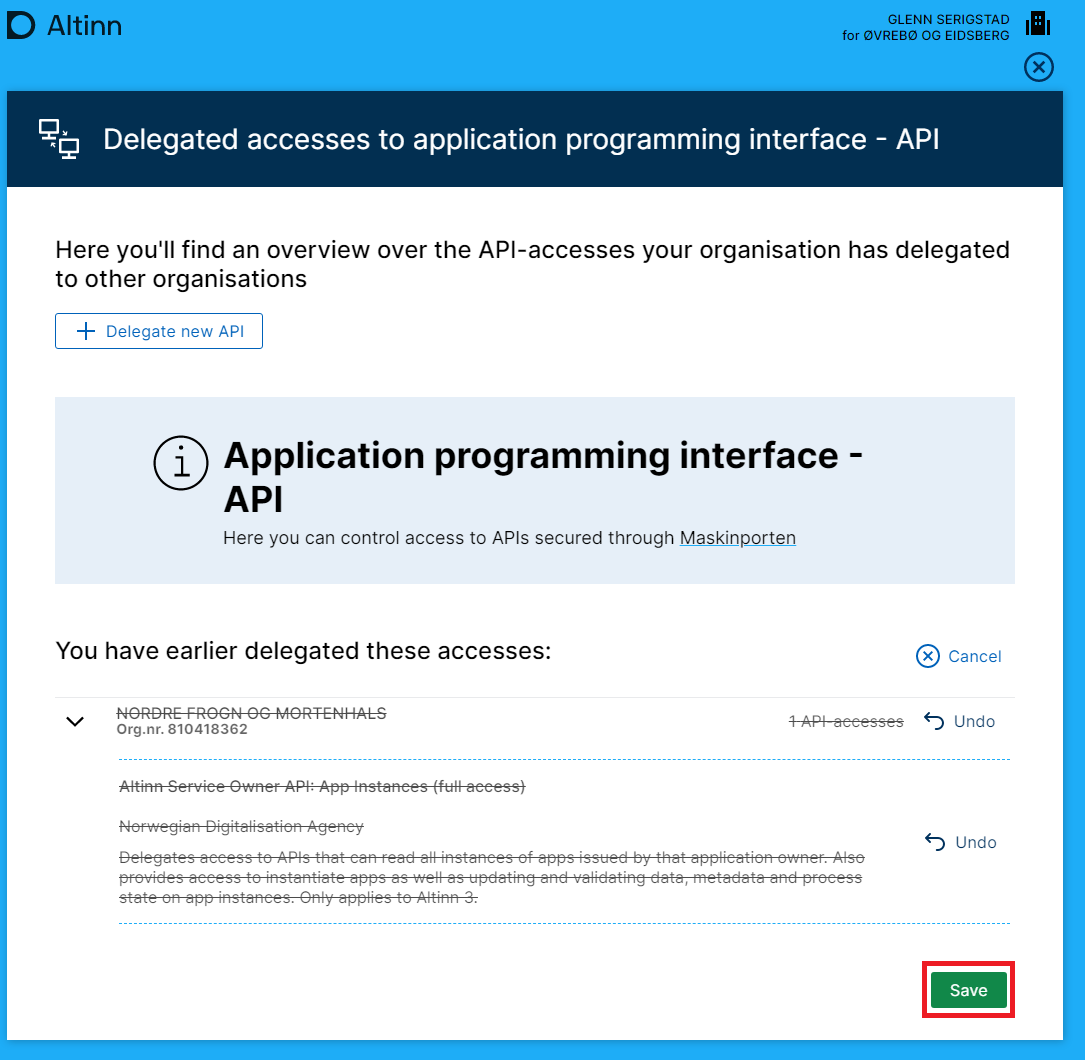 Altinn
GLENN SERIGSTAD
for ØVREBØ OG EIDSBERG
Delegated accesses to application programming interface - API
Here you'll find an overview over the API-accesses your organisation has delegated
to other organisations
Delegate new API
Application programming interface -
API
Here you can control access to APIs secured through Maskinporten
You have earlier delegated these accesses:
Cancel
NORDRE FROGN OG MORTENHALS
Org.nr. 810418362
1 API-accesses
Undo
Altinn Service Owner API: App Instances (full access)
Norwegian Digitalisation Agency
Undo
Delegates access to APIs that can read all instances of apps issued by that application owner. Also
provides access to instantiate apps as well as updating and validating data, metadata and process
state on app instances. Only applies to Altinn 3.
Save